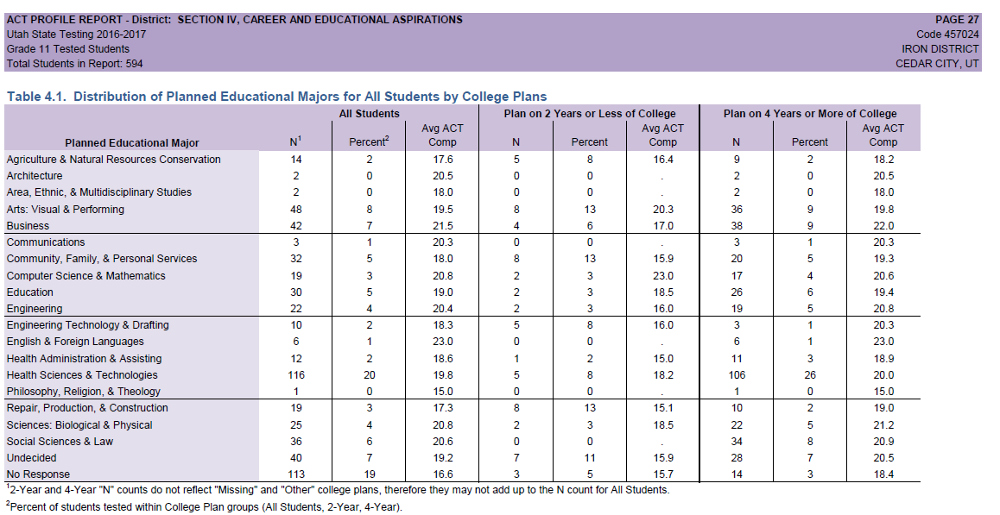 ACT PROFILE REPORT - District: SECTION IV, CAREER AND EDUCATIONAL ASPIRATIONS PAGE 27
Utah State Testing 2016-2017 Code 457024
Grade 11 Tested Students IRON DISTRICT
Total Students in Report: 594 CEDAR CITY, UT
Table 4.1. Distribution of Planned Educational Majors for All Students by College Plans
All Students Plan on 2 Years or Less of College Plan on 4 Years or More of College
Avg ACT Avg ACT Avg ACT
Planned Educational Major N1 Percent2 Comp N Percent Comp N Percent Comp
Agriculture & Natural Resources Conservation 14 2 17.6 5 8 16.4 9 2 18.2
Architecture 2 0 20.5 0 0 . 2 0 20.5
Area, Ethnic, & Multidisciplinary Studies 2 0 18.0 0 0 . 2 0 18.0
Arts: Visual & Performing 48 8 19.5 8 13 20.3 36 9 19.8
Business 42 7 21.5 4 6 17.0 38 9 22.0
Communications 3 1 20.3 0 0 . 3 1 20.3
Community, Family, & Personal Services 32 5 18.0 8 13 15.9 20 5 19.3
Computer Science & Mathematics 19 3 20.8 2 3 23.0 17 4 20.6
Education 30 5 19.0 2 3 18.5 26 6 19.4
Engineering 22 4 20.4 2 3 16.0 19 5 20.8
Engineering Technology & Drafting 10 2 18.3 5 8 16.0 3 1 20.3
English & Foreign Languages 6 1 23.0 0 0 . 6 1 23.0
Health Administration & Assisting 12 2 18.6 1 2 15.0 11 3 18.9
Health Sciences & Technologies 116 20 19.8 5 8 18.2 106 26 20.0
Philosophy, Religion, & Theology 1 0 15.0 0 0 . 1 0 15.0
Repair, Production, & Construction 19 3 17.3 8 13 15.1 10 2 19.0
Sciences: Biological & Physical 25 4 20.8 2 3 18.5 22 5 21.2
Social Sciences & Law 36 6 20.6 0 0 . 34 8 20.9
Undecided 40 7 19.2 7 11 15.9 28 7 20.5
No Response 113 19 16.6 3 5 15.7 14 3 18.4
12-Year and 4-Year "N" counts do not reflect "Missing" and "Other" college plans, therefore they may not add up to the N count for All Students.
2Percent of students tested within College Plan groups (All Students, 2-Year, 4-Year).